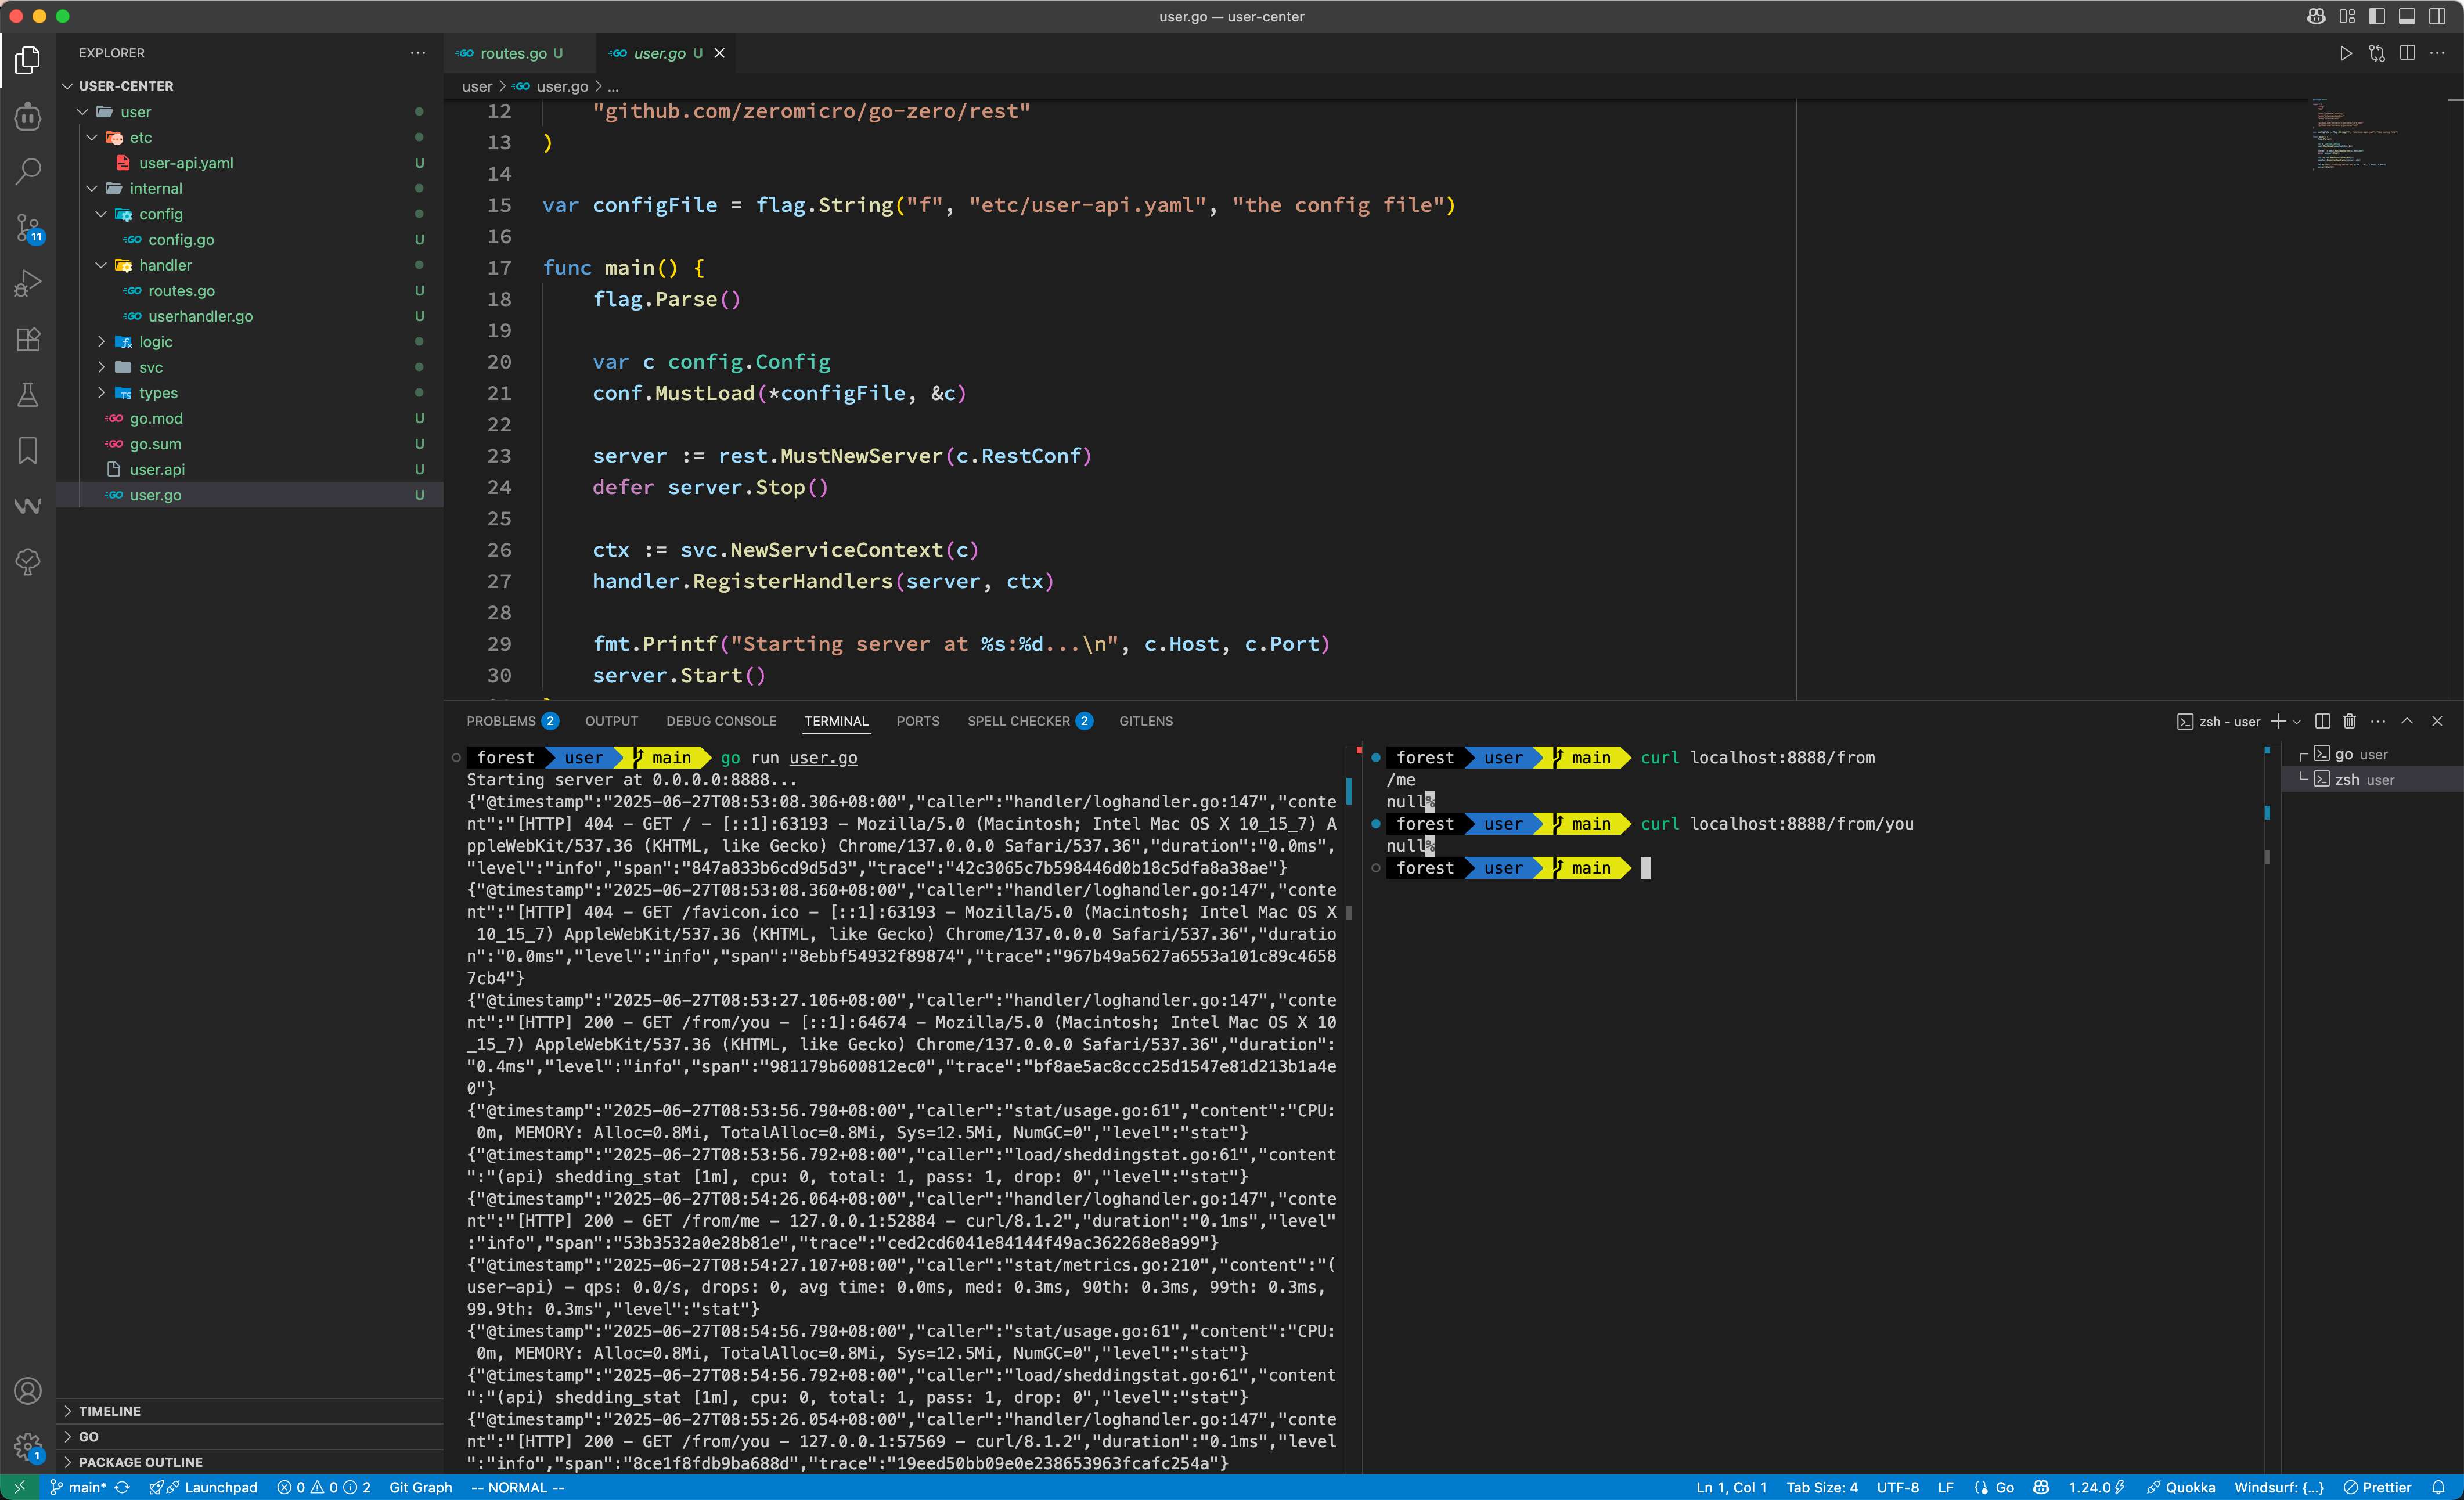 user.go — user-center
EXPLORER
USER-CENTER
user
etc
user-api.yaml U
internal
config
config.go U
handler
routes.go U
userhandler.go U
logic
svc
types
go.mod U
go.sum U
user.api U
user.go U
TIMELINE
GO
PACKAGE OUTLINE
11
1
routes.go U
user.go U
user > user.go > ...
12 "github.com/zeromicro/go-zero/rest"
13 )
14
15 var configFile = flag.String("f", "etc/user-api.yaml", "the config file")
16
17 func main() {
18 flag.Parse()
19
20 var c config.Config
21 conf.MustLoad(*configFile, &c)
22
23 server := rest.MustNewServer(c.RestConf)
24 defer server.Stop()
25
26 ctx := svc.NewServiceContext(c)
27 handler.RegisterHandlers(server, ctx)
28
29 fmt.Printf("Starting server at %s:%d...\n", c.Host, c.Port)
30 server.Start()
PROBLEMS 2 OUTPUT DEBUG CONSOLE TERMINAL PORTS SPELL CHECKER 2 GITLENS
zsh - user
forest user main go run user.go
Starting server at 0.0.0.0:8888...
{"@timestamp":"2025-06-27T08:53:08.306+08:00","caller":"handler/loghandler.go:147","conte
nt":"[HTTP] 404 - GET / - [::1]:63193 - Mozilla/5.0 (Macintosh; Intel Mac OS X 10_15_7) A
ppleWebKit/537.36 (KHTML, like Gecko) Chrome/137.0.0.0 Safari/537.36","duration":"0.0ms",
"level":"info","span":"847a833b6cd9d5d3","trace":"42c3065c7b598446d0b18c5dfa8a38ae"}
{"@timestamp":"2025-06-27T08:53:08.360+08:00","caller":"handler/loghandler.go:147","conte
nt":"[HTTP] 404 - GET /favicon.ico - [::1]:63193 - Mozilla/5.0 (Macintosh; Intel Mac OS X
10_15_7) AppleWebKit/537.36 (KHTML, like Gecko) Chrome/137.0.0.0 Safari/537.36","duratio
n":"0.0ms","level":"info","span":"8ebbf54932f89874","trace":"967b49a5627a6553a101c89c4658
7cb4"}
{"@timestamp":"2025-06-27T08:53:27.106+08:00","caller":"handler/loghandler.go:147","conte
nt":"[HTTP] 200 - GET /from/you - [::1]:64674 - Mozilla/5.0 (Macintosh; Intel Mac OS X 10
_15_7) AppleWebKit/537.36 (KHTML, like Gecko) Chrome/137.0.0.0 Safari/537.36","duration":
"0.4ms","level":"info","span":"981179b600812ec0","trace":"bf8ae5ac8ccc25d1547e81d213b1a4e
0"}
{"@timestamp":"2025-06-27T08:53:56.790+08:00","caller":"stat/usage.go:61","content":"CPU:
0m, MEMORY: Alloc=0.8Mi, TotalAlloc=0.8Mi, Sys=12.5Mi, NumGC=0","level":"stat"}
{"@timestamp":"2025-06-27T08:53:56.792+08:00","caller":"load/sheddingstat.go:61","content
":"(api) shedding_stat [1m], cpu: 0, total: 1, pass: 1, drop: 0","level":"stat"}
{"@timestamp":"2025-06-27T08:54:26.064+08:00","caller":"handler/loghandler.go:147","conte
nt":"[HTTP] 200 - GET /from/me - 127.0.0.1:52884 - curl/8.1.2","duration":"0.1ms","level"
:"info","span":"53b3532a0e28b81e","trace":"ced2cd6041e84144f49ac362268e8a99"}
{"@timestamp":"2025-06-27T08:54:27.107+08:00","caller":"stat/metrics.go:210","content":"(
user-api) - qps: 0.0/s, drops: 0, avg time: 0.0ms, med: 0.3ms, 90th: 0.3ms, 99th: 0.3ms,
99.9th: 0.3ms","level":"stat"}
{"@timestamp":"2025-06-27T08:54:56.790+08:00","caller":"stat/usage.go:61","content":"CPU:
0m, MEMORY: Alloc=0.8Mi, TotalAlloc=0.8Mi, Sys=12.5Mi, NumGC=0","level":"stat"}
{"@timestamp":"2025-06-27T08:54:56.792+08:00","caller":"load/sheddingstat.go:61","content
":"(api) shedding_stat [1m], cpu: 0, total: 1, pass: 1, drop: 0","level":"stat"}
{"@timestamp":"2025-06-27T08:55:26.054+08:00","caller":"handler/loghandler.go:147","conte
nt":"[HTTP] 200 - GET /from/you - 127.0.0.1:57569 - curl/8.1.2","duration":"0.1ms","level
":"info","span":"8ce1f8fdb9ba688d","trace":"19eed50bb09e0e238653963fcafc254a"}
forest user main curl localhost:8888/from
/me
null%
forest user main curl localhost:8888/from/you
null%
forest user main
go user
zsh user
main* Launchpad 0 0 2 Git Graph -- NORMAL --
Ln 1, Col 1 Tab Size: 4 UTF-8 LF Go 1.24.0 Quokka Windsurf: {...} Prettier